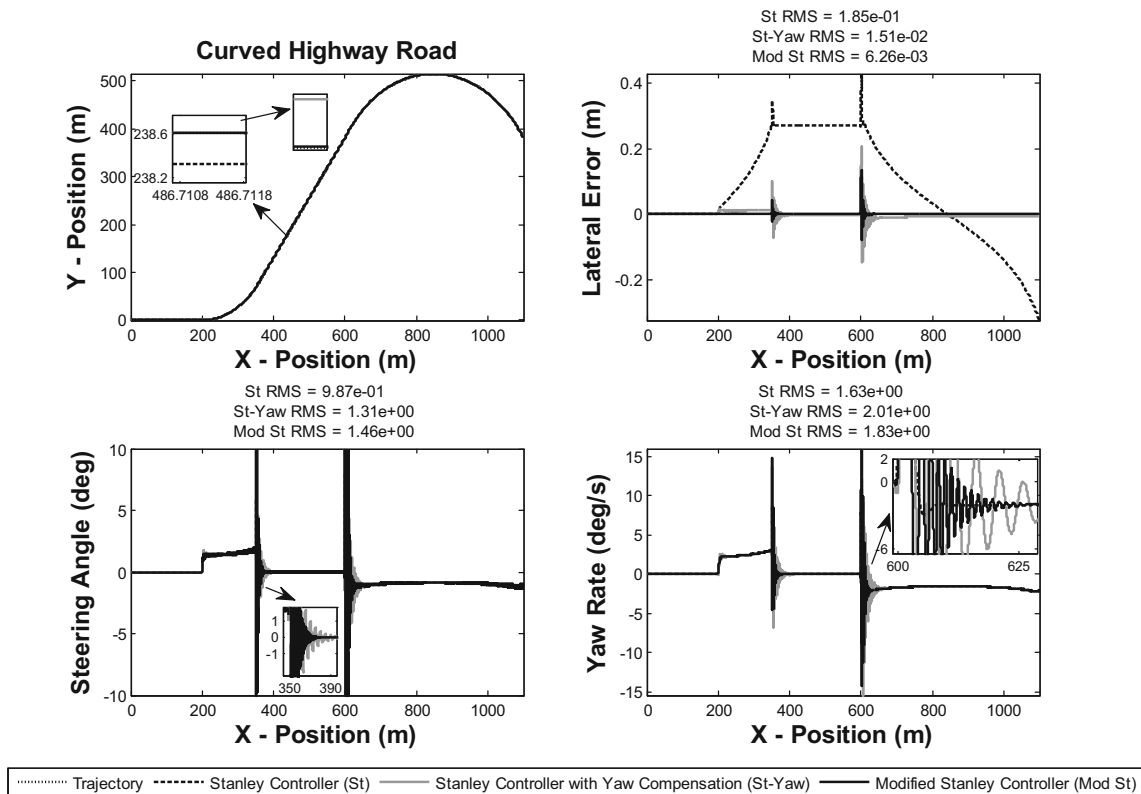 Curved Highway Road
Y - Position (m)
500
400
300
200
100
0
238.6
238.2
486.7108 486.7118
0 200 400 600 800 1000
X - Position (m)
St RMS = 1.85e-01
St-Yaw RMS = 1.51e-02
Mod St RMS = 6.26e-03
Lateral Error (m)
0.4
0.2
0
-0.2
0 200 400 600 800 1000
X - Position (m)
St RMS = 9.87e-01
St-Yaw RMS = 1.31e+00
Mod St RMS = 1.46e+00
Steering Angle (deg)
10
5
0
-5
-10
1
0
-1
350 390
0 200 400 600 800 1000
X - Position (m)
St RMS = 1.63e+00
St-Yaw RMS = 2.01e+00
Mod St RMS = 1.83e+00
Yaw Rate (deg/s)
15
10
5
0
-5
-10
-15
2
0
-6
600 625
0 200 400 600 800 1000
X - Position (m)
Trajectory Stanley Controller (St) Stanley Controller with Yaw Compensation (St-Yaw) Modified Stanley Controller (Mod St)